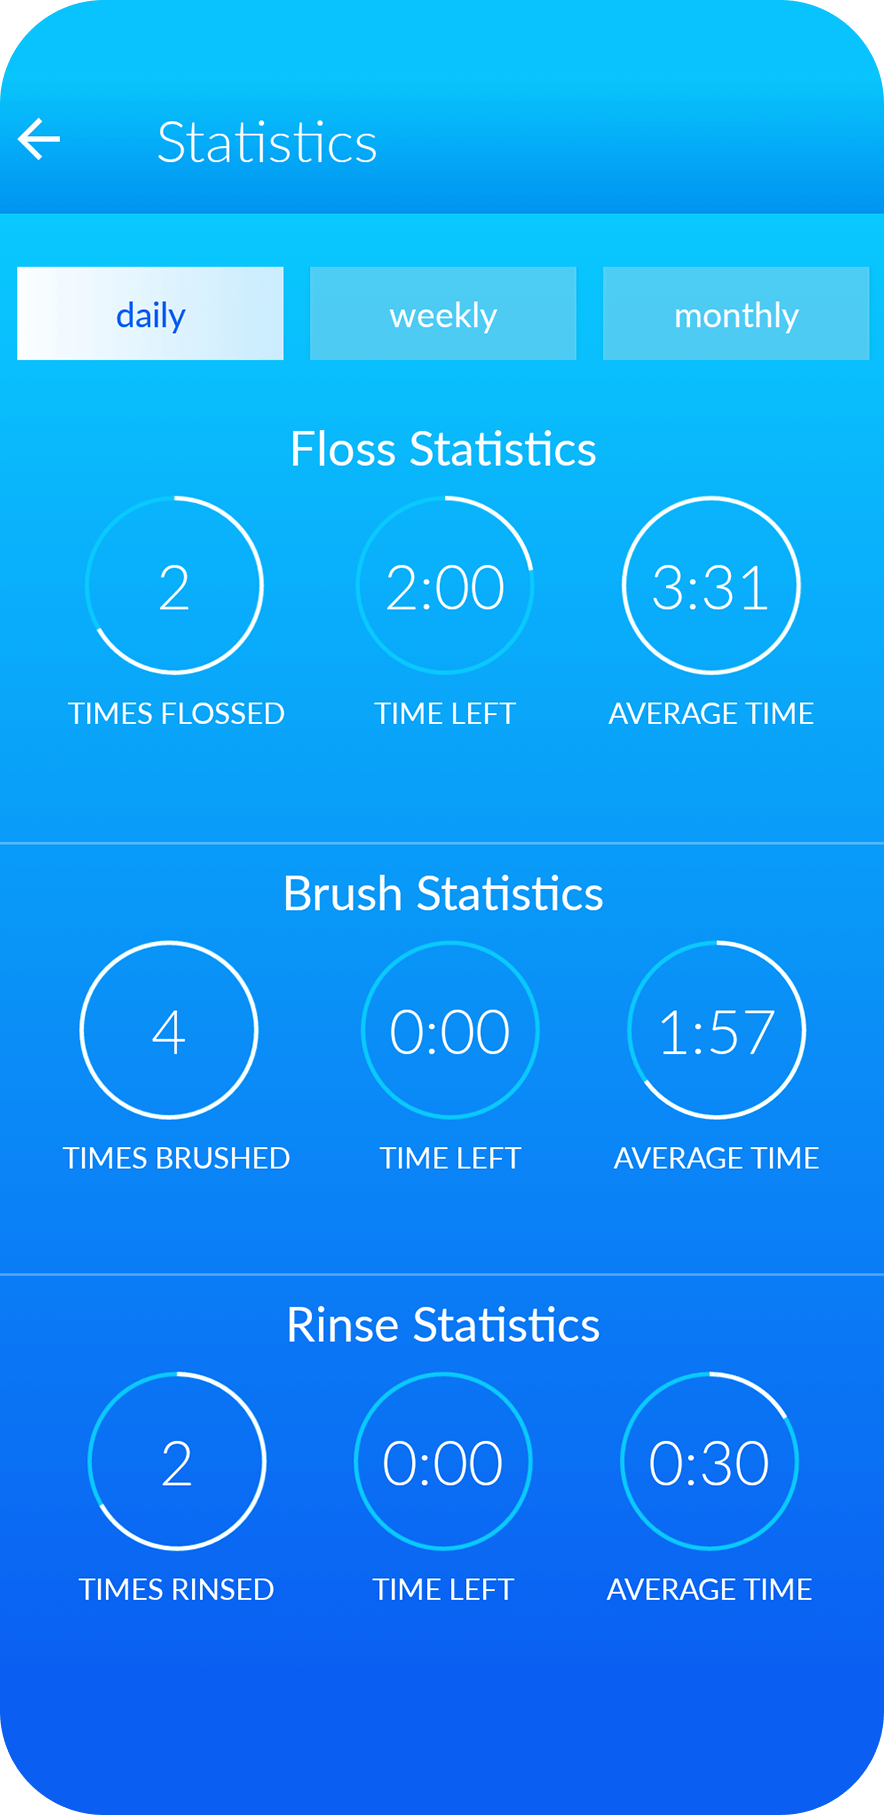 Statistics
daily weekly monthly
Floss Statistics
2 2:00 3:31
TIMES FLOSSED TIME LEFT AVERAGE TIME
Brush Statistics
4 0:00 1:57
TIMES BRUSHED TIME LEFT AVERAGE TIME
Rinse Statistics
2 0:00 0:30
TIMES RINSED TIME LEFT AVERAGE TIME